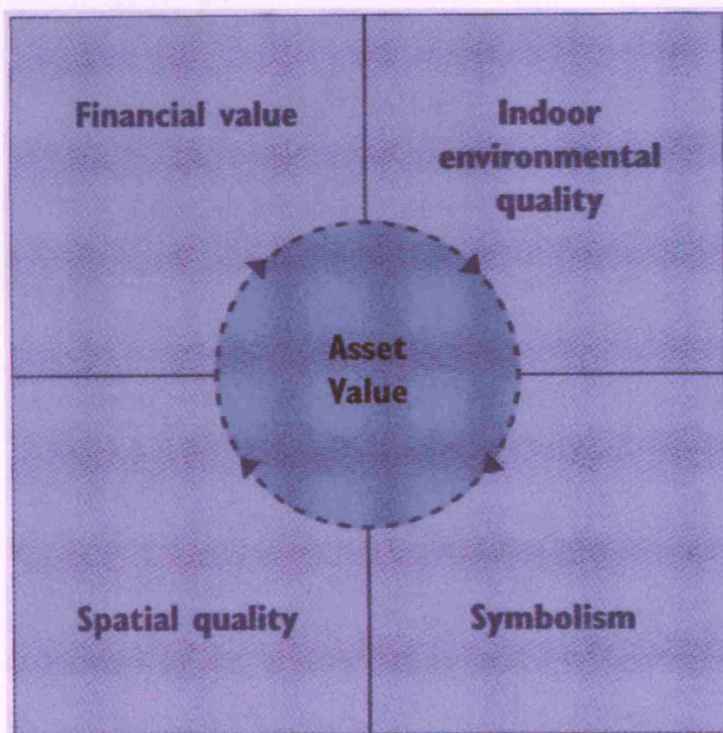 Financial value
Indoor
environmental
quality
Asset
Value
Spatial quality
Symbolism